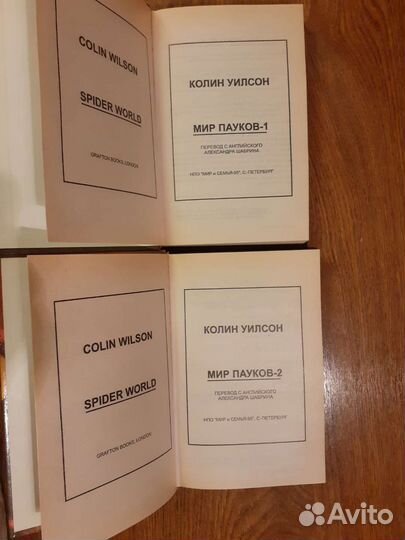 COLIN WILSON
SPIDER WORLD
GRAFTON BOOKS, LONDON
КОЛИН УИЛСОН
МИР ПАУКОВ-1
ПЕРЕВОД С АНГЛИЙСКОГО
АЛЕКСАНДРА ШАБРИНА
НПО "МИР и СЕМЬЯ-95", С.-ПЕТЕРБУРГ
COLIN WILSON
SPIDER WORLD
GRAFTON BOOKS, LONDON
КОЛИН УИЛСОН
МИР ПАУКОВ-2
ПЕРЕВОД С АНГЛИЙСКОГО
АЛЕКСАНДРА ШАБРИНА
НПО "МИР и СЕМЬЯ-95", С.-ПЕТЕРБУРГ
Avito